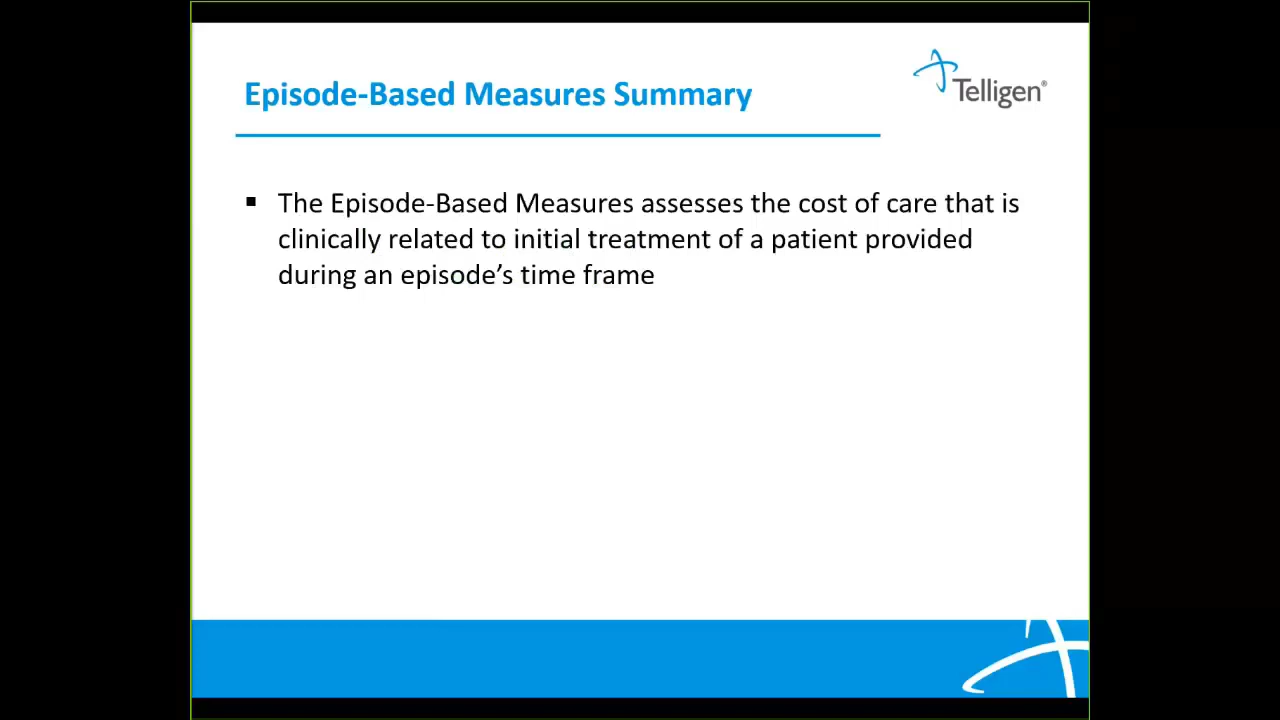 Episode-Based Measures Summary
Telligen®
▪ The Episode-Based Measures assesses the cost of care that is
clinically related to initial treatment of a patient provided
during an episode’s time frame